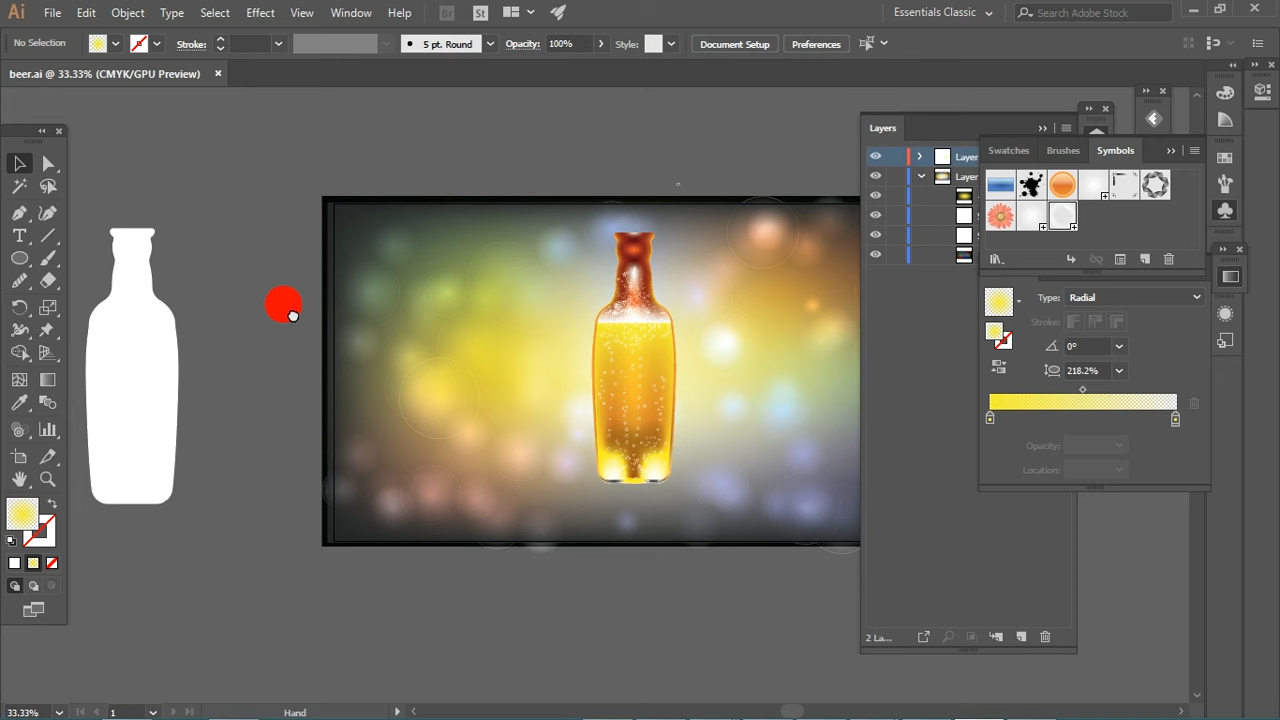 Ai File Edit Object Type Select Effect View Window Help Br St Essentials Classic Search Adobe Stock
No Selection Stroke: 5 pt. Round Opacity: 100% Style: Document Setup Preferences
beer.ai @ 33.33% (CMYK/GPU Preview)
Layers
Swatches Brushes Symbols
Layer
Layer
Type: Radial
Stroke:
0°
218.2%
Opacity:
Location:
2 La...
33.33% 1 Hand